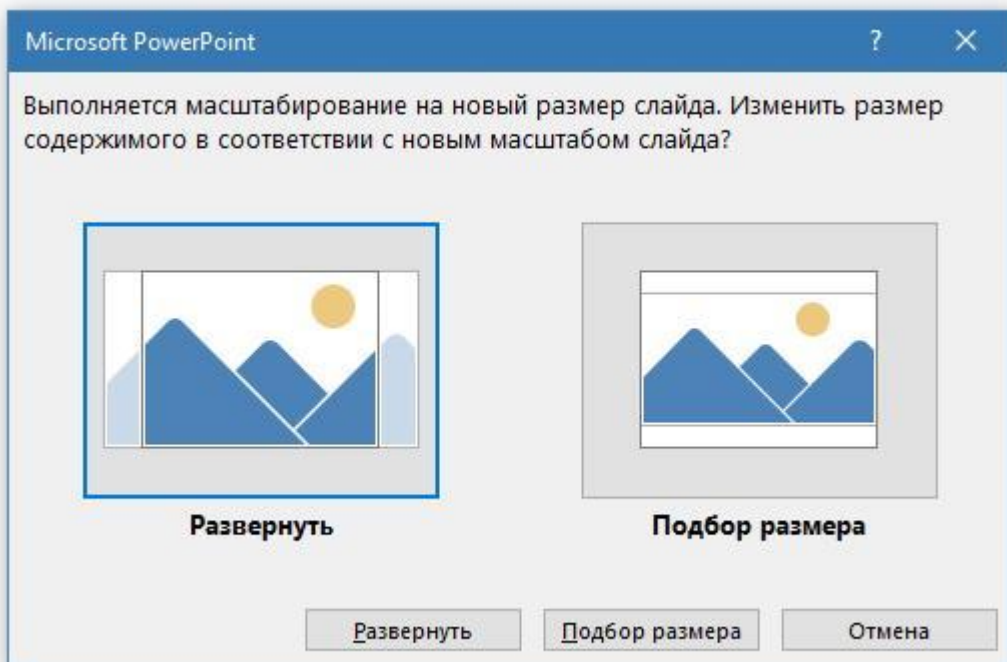 Microsoft PowerPoint
Выполняется масштабирование на новый размер слайда. Изменить размер
содержимого в соответствии с новым масштабом слайда?
Развернуть
Подбор размера
Развернуть
Подбор размера
Отмена